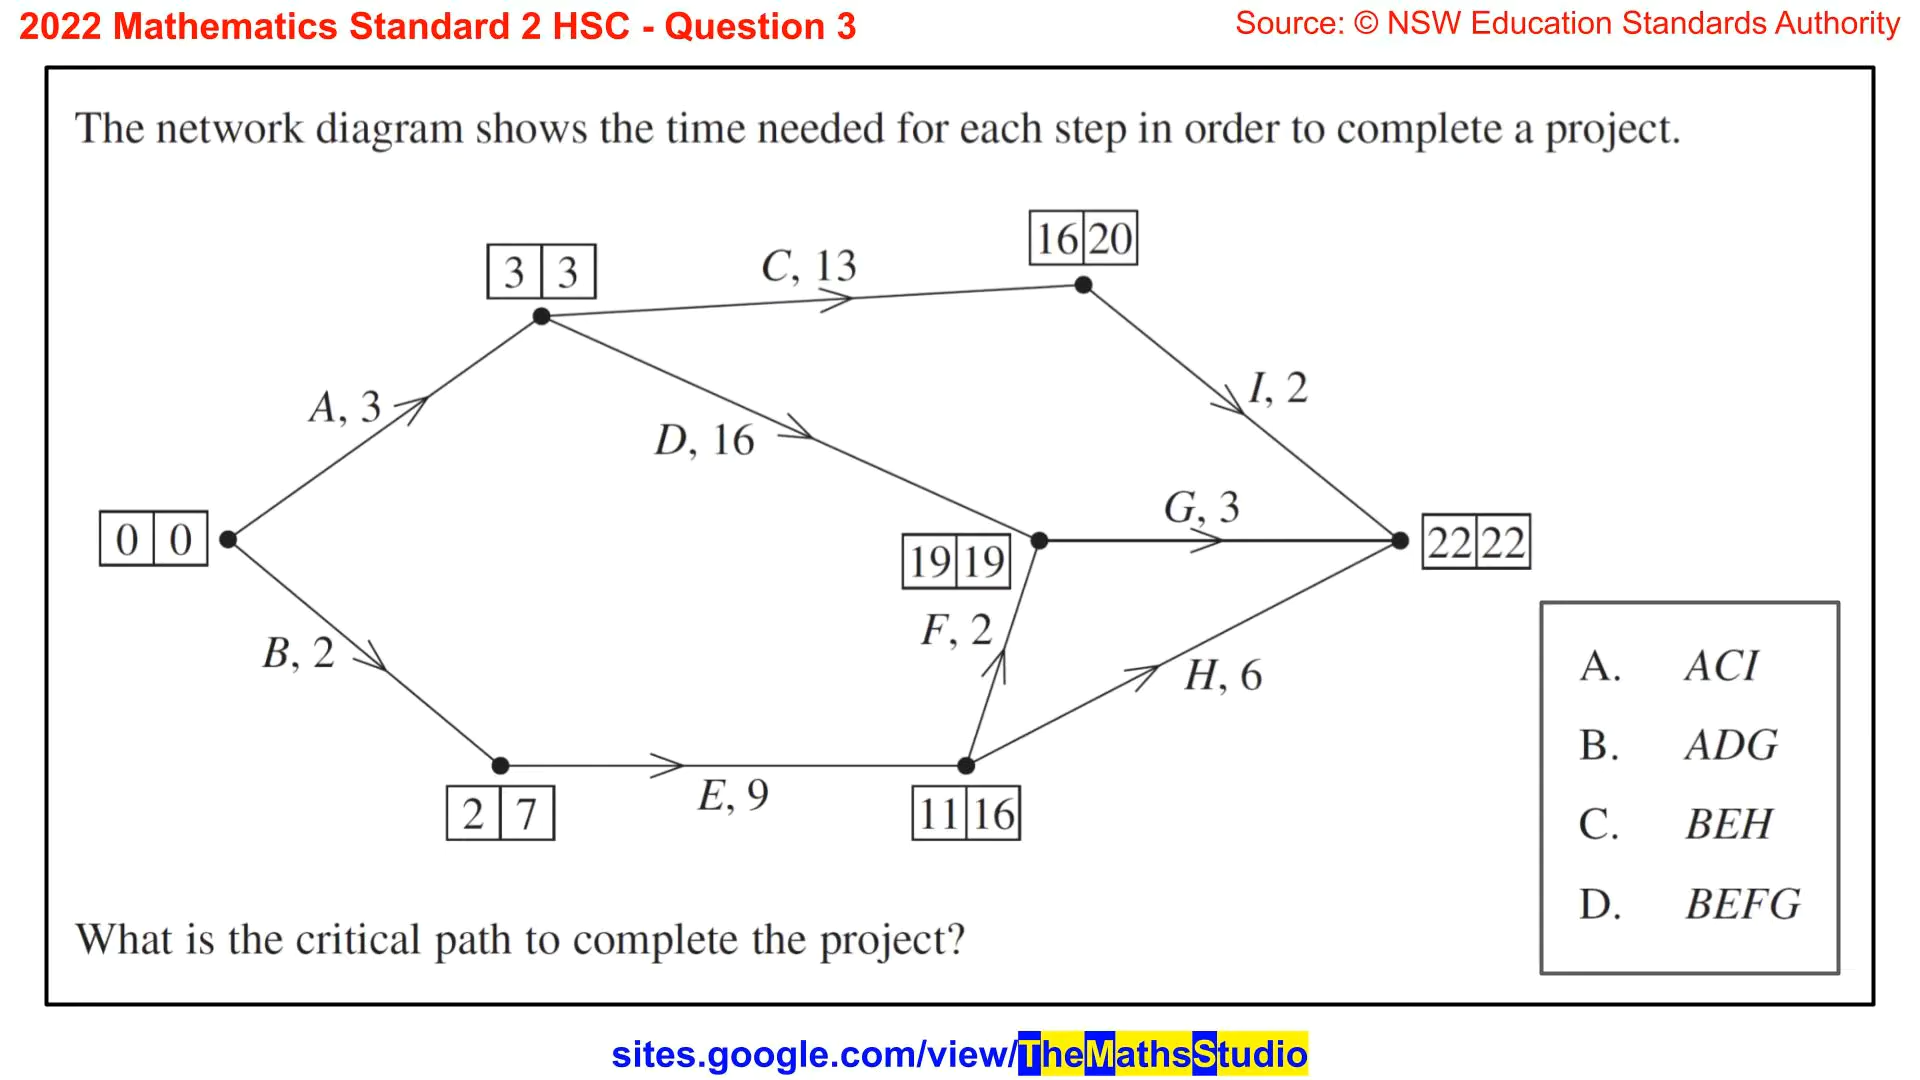 2022 Mathematics Standard 2 HSC - Question 3
Source: © NSW Education Standards Authority
The network diagram shows the time needed for each step in order to complete a project.
16 20
3 3
C, 13
I, 2
A, 3
D, 16
G, 3
0 0
22 22
19 19
F, 2
B, 2
H, 6
E, 9
2 7
11 16
A. ACI
B. ADG
C. BEH
D. BEFG
What is the critical path to complete the project?
sites.google.com/view/TheMathsStudio